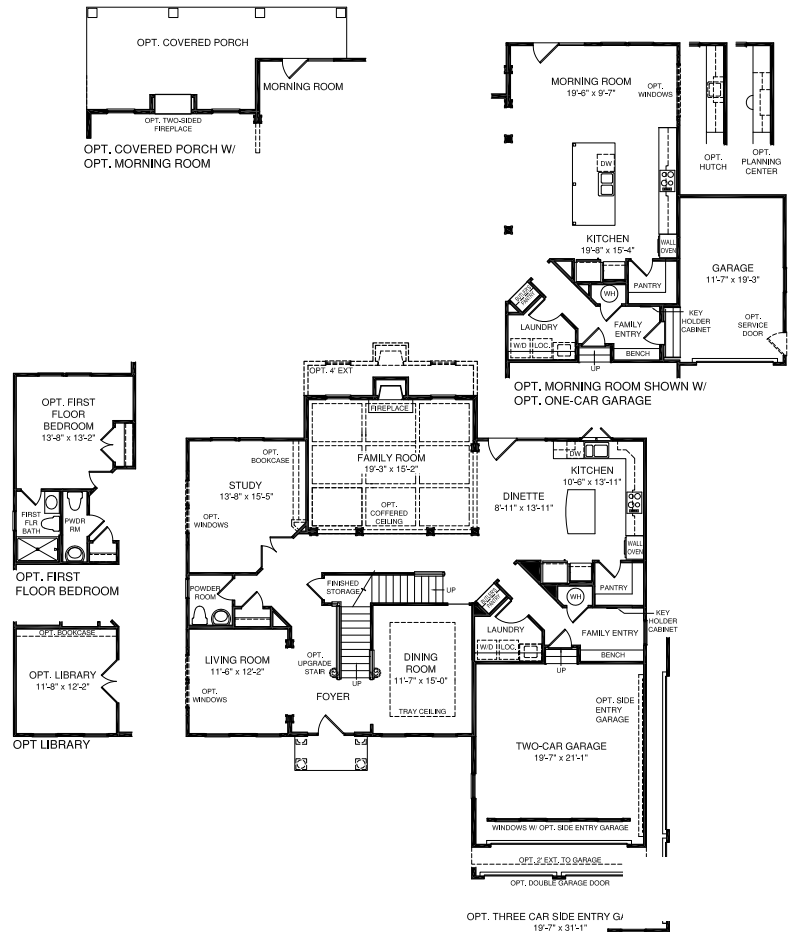 OPT. COVERED PORCH
MORNING ROOM
OPT. TWO-SIDED
FIREPLACE
OPT. COVERED PORCH W/
OPT. MORNING ROOM
MORNING ROOM
19'-6" x 9'-7"
OPT.
WINDOWS
DW
OPT.
HUTCH
OPT.
PLANNING
CENTER
KITCHEN
19'-8" x 15'-4"
WALL
OVEN
PANTRY
GARAGE
11'-7" x 19'-3"
WH
BUTLER'S
PANTRY
LAUNDRY
W/D
LOC.
FAMILY
ENTRY
KEY
HOLDER
CABINET
OPT.
SERVICE
DOOR
BENCH
UP
OPT. MORNING ROOM SHOWN W/
OPT. ONE-CAR GARAGE
OPT. FIRST
FLOOR
BEDROOM
13'-8" x 13'-2"
FIRST
FLR
BATH
PWDR
RM
OPT. FIRST
FLOOR BEDROOM
OPT. BOOKCASE
OPT. LIBRARY
11'-8" x 12'-2"
OPT LIBRARY
OPT. 4' EXT
FIREPLACE
FAMILY ROOM
19'-3" x 15'-2"
OPT.
COFFERED
CEILING
OPT.
BOOKCASE
STUDY
13'-8" x 15'-5"
OPT.
WINDOWS
DINETTE
8'-11" x 13'-11"
DW
KITCHEN
10'-6" x 13'-11"
WALL
OVEN
PANTRY
POWDER
ROOM
FINISHED
STORAGE
UP
BUTLER'S
PANTRY
WH
LAUNDRY
W/D
LOC.
FAMILY ENTRY
KEY
HOLDER
CABINET
BENCH
UP
LIVING ROOM
11'-6" x 12'-2"
OPT.
WINDOWS
OPT.
UPGRADE
STAIR
UP
FOYER
DINING
ROOM
11'-7" x 15'-0"
TRAY CEILING
OPT. SIDE
ENTRY
GARAGE
TWO-CAR GARAGE
19'-7" x 21'-1"
WINDOWS W/ OPT. SIDE ENTRY GARAGE
OPT. 2' EXT. TO GARAGE
OPT. DOUBLE GARAGE DOOR
OPT. THREE CAR SIDE ENTRY GA
19'-7" x 31'-1"